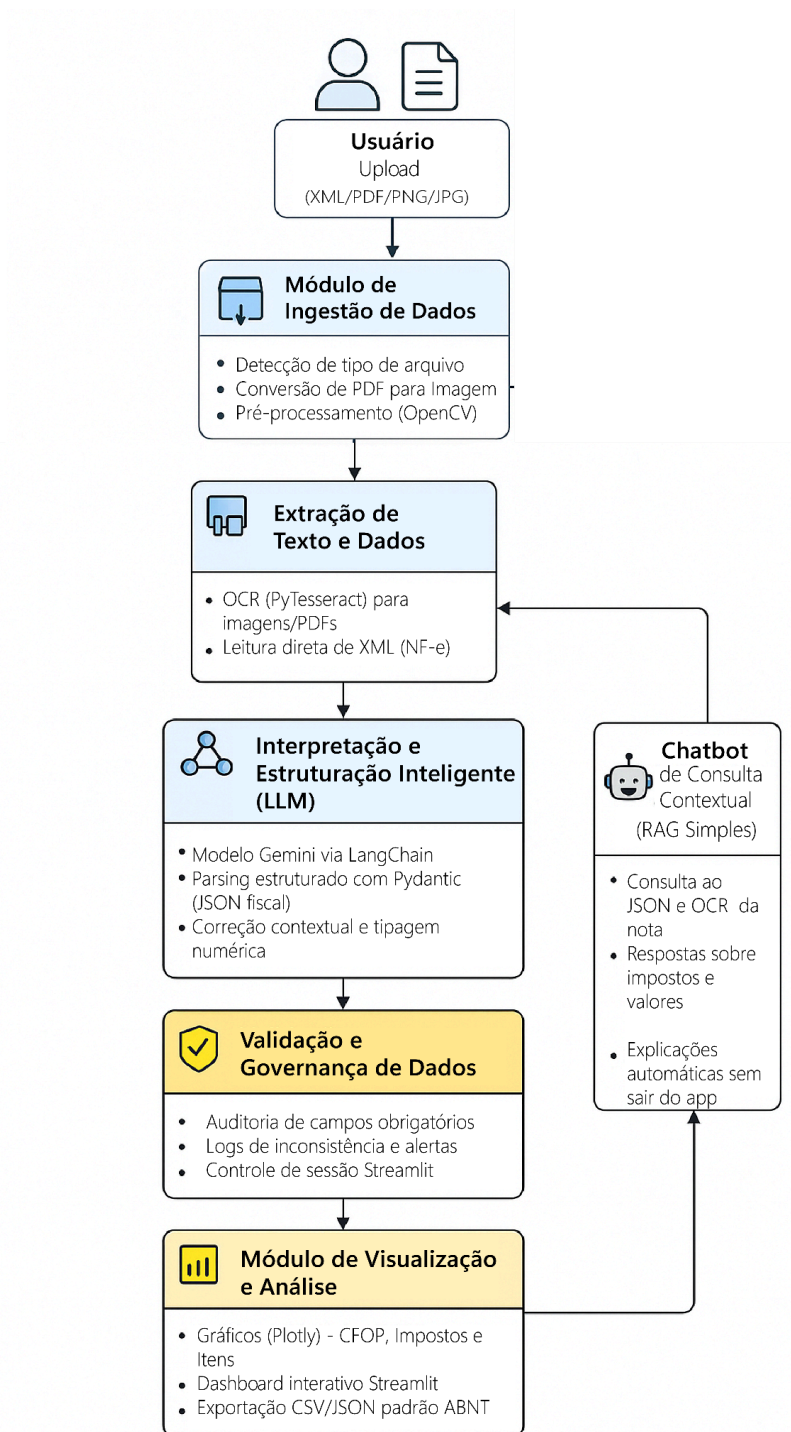 Usuário
Upload
(XML/PDF/PNG/JPG)
Módulo de
Ingestão de Dados
• Detecção de tipo de arquivo
• Conversão de PDF para Imagem
• Pré-processamento (OpenCV)
Extração de
Texto e Dados
• OCR (PyTesseract) para
imagens/PDFs
• Leitura direta de XML (NF-e)
Interpretação e
Estruturação Inteligente
(LLM)
• Modelo Gemini via LangChain
• Parsing estruturado com Pydantic
(JSON fiscal)
• Correção contextual e tipagem
numérica
Validação e
Governança de Dados
• Auditoria de campos obrigatórios
• Logs de inconsistência e alertas
• Controle de sessão Streamlit
Módulo de Visualização
e Análise
• Gráficos (Plotly) - CFOP, Impostos e
Itens
• Dashboard interativo Streamlit
• Exportação CSV/JSON padrão ABNT
Chatbot
de Consulta
Contextual
(RAG Simples)
• Consulta ao
JSON e OCR da
nota
• Respostas sobre
impostos e
valores
• Explicações
automáticas sem
sair do app